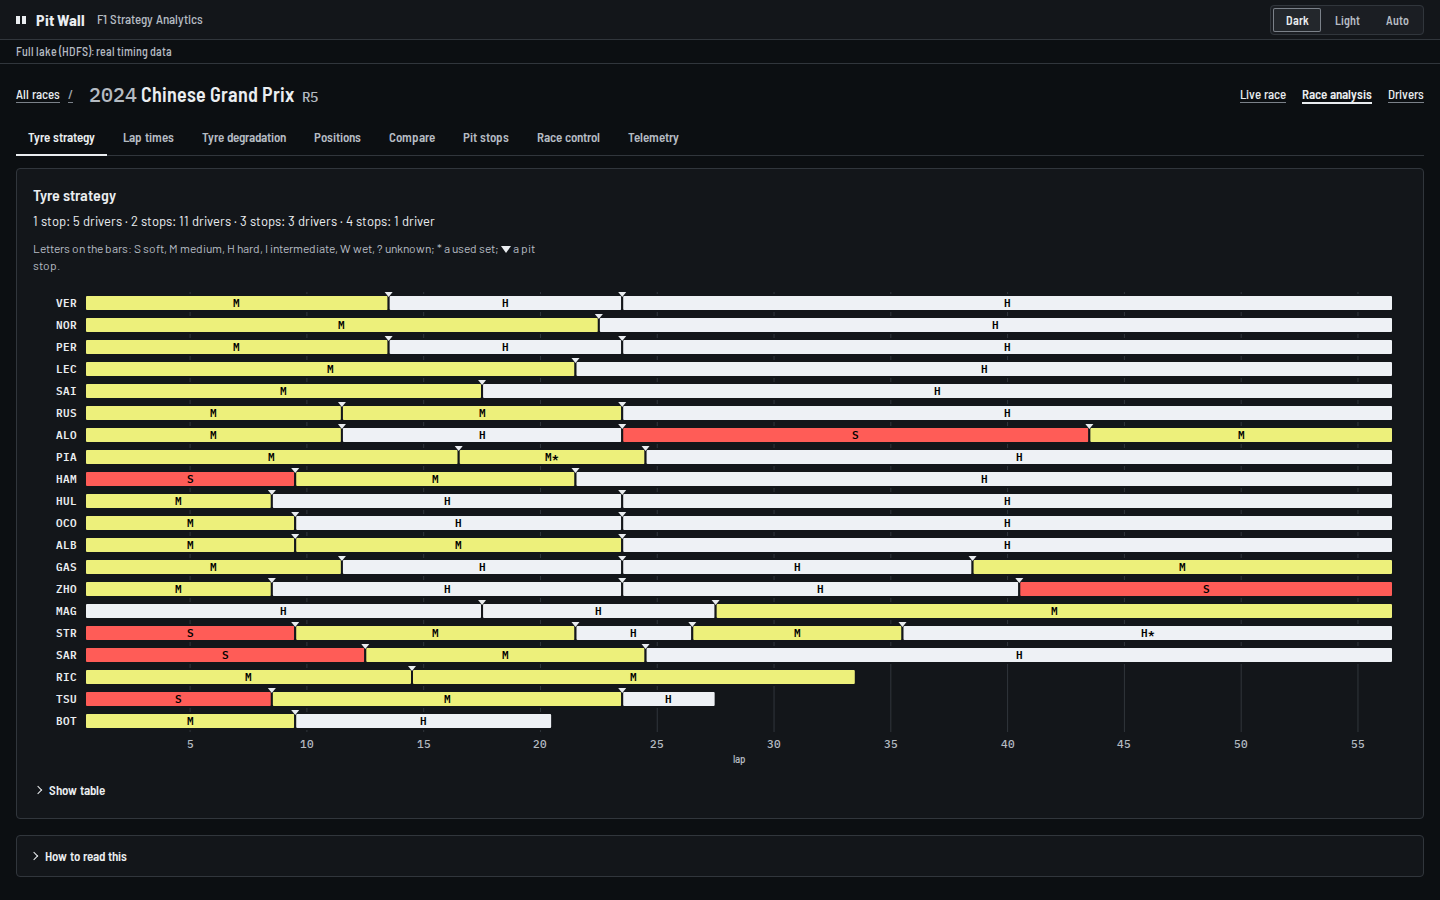 Pit Wall F1 Strategy Analytics Dark Light Auto
Full lake (HDFS): real timing data
All races / 2024 Chinese Grand Prix R5 Live race Race analysis Drivers
Tyre strategy Lap times Tyre degradation Positions Compare Pit stops Race control Telemetry
Tyre strategy
1 stop: 5 drivers · 2 stops: 11 drivers · 3 stops: 3 drivers · 4 stops: 1 driver
Letters on the bars: S soft, M medium, H hard, I intermediate, W wet, ? unknown; * a used set; ▼ a pit
stop.
VER M H H
NOR M H
PER M H H
LEC M H
SAI M H
RUS M M H
ALO M H S M
PIA M M* H
HAM S M H
HUL M H H
OCO M H H
ALB M M H
GAS M H H M
ZHO M H H S
MAG H H M
STR S M H M H*
SAR S M H
RIC M M
TSU S M H
BOT M H
5 10 15 20 25 30 35 40 45 50 55
lap
Show table
How to read this